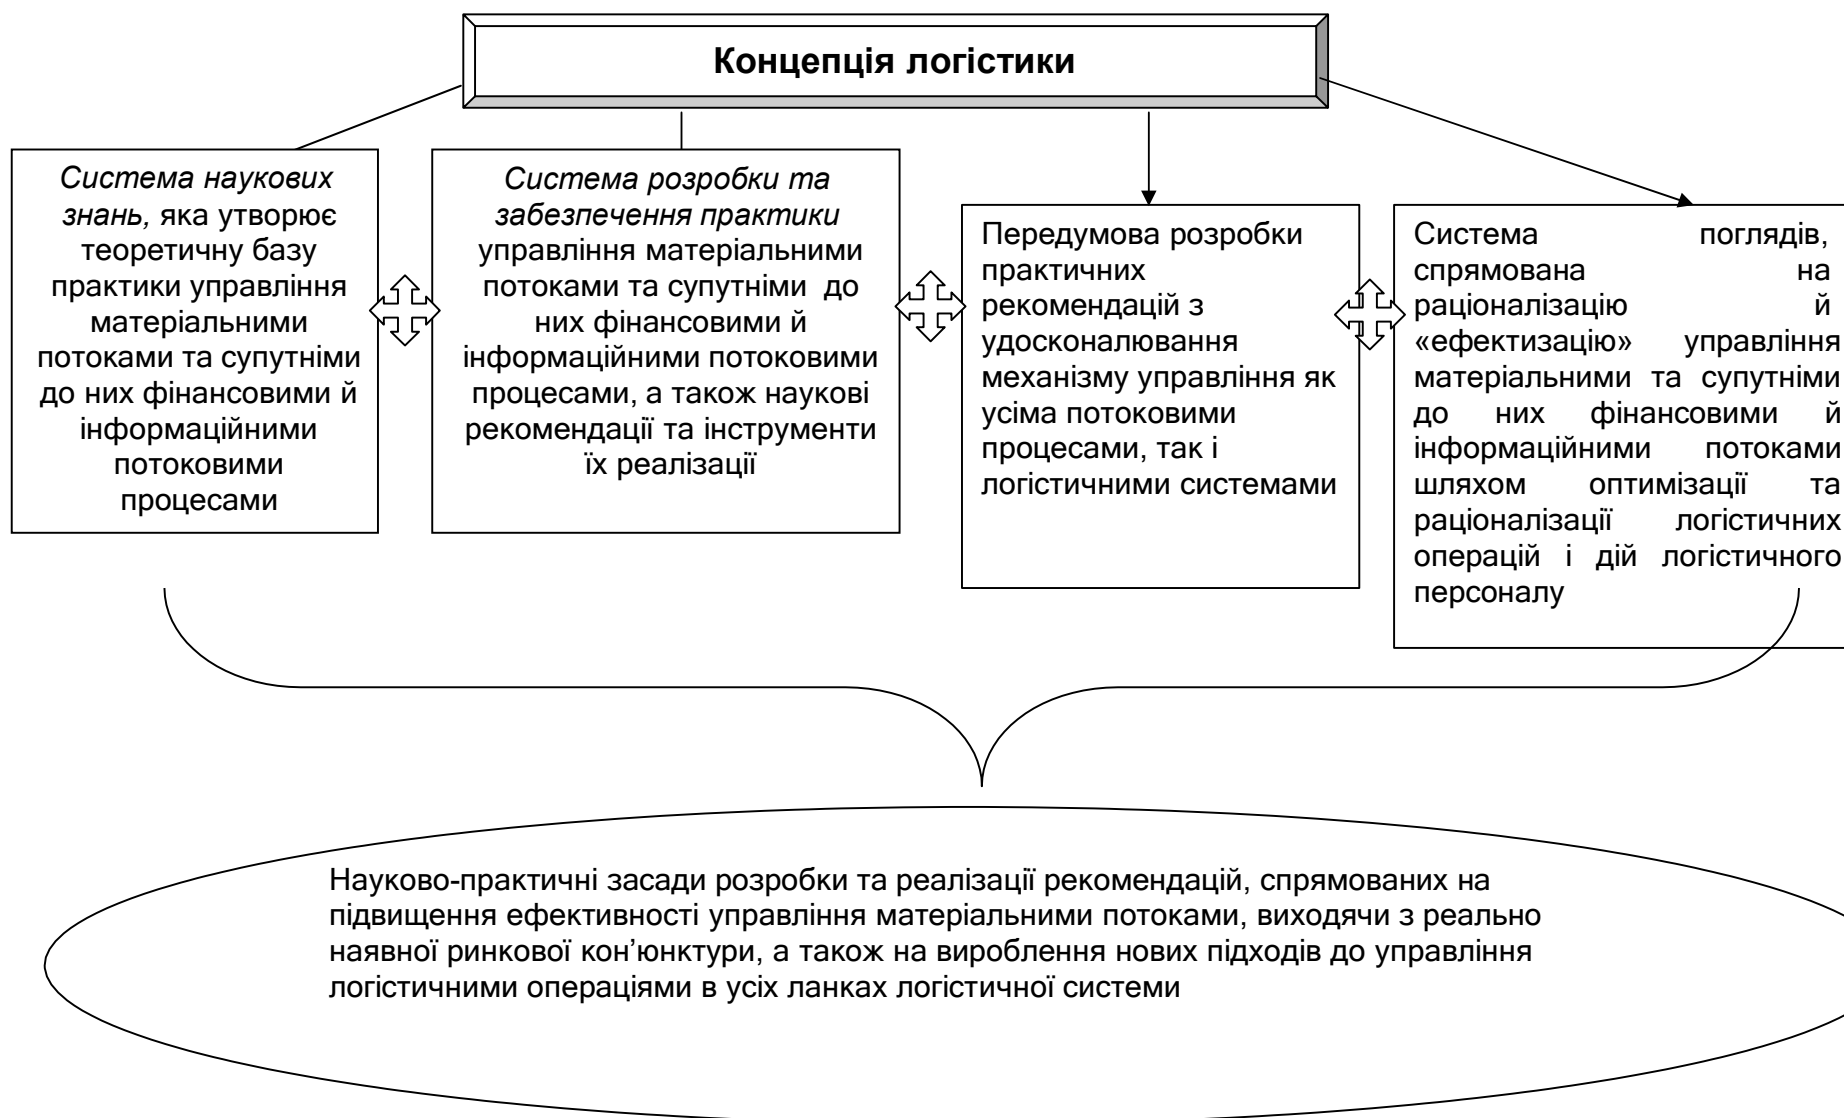 Концепція логістики
Система наукових
знань, яка утворює
теоретичну базу
практики управління
матеріальними
потоками та супутніми
до них фінансовими й
інформаційними
потоковими
процесами
Система розробки та
забезпечення практики
управління матеріальними
потоками та супутніми до
них фінансовими й
інформаційними потоковими
процесами, а також наукові
рекомендації та інструменти
їх реалізації
Передумова розробки
практичних
рекомендацій з
удосконалювання
механізму управління як
усіма потоковими
процесами, так і
логістичними системами
Система поглядів,
спрямована на
раціоналізацію й
«ефектизацію» управління
матеріальними та супутніми
до них фінансовими й
інформаційними потоками
шляхом оптимізації та
раціоналізації логістичних
операцій і дій логістичного
персоналу
Науково-практичні засади розробки та реалізації рекомендацій, спрямованих на
підвищення ефективності управління матеріальними потоками, виходячи з реально
наявної ринкової кон’юнктури, а також на вироблення нових підходів до управління
логістичними операціями в усіх ланках логістичної системи